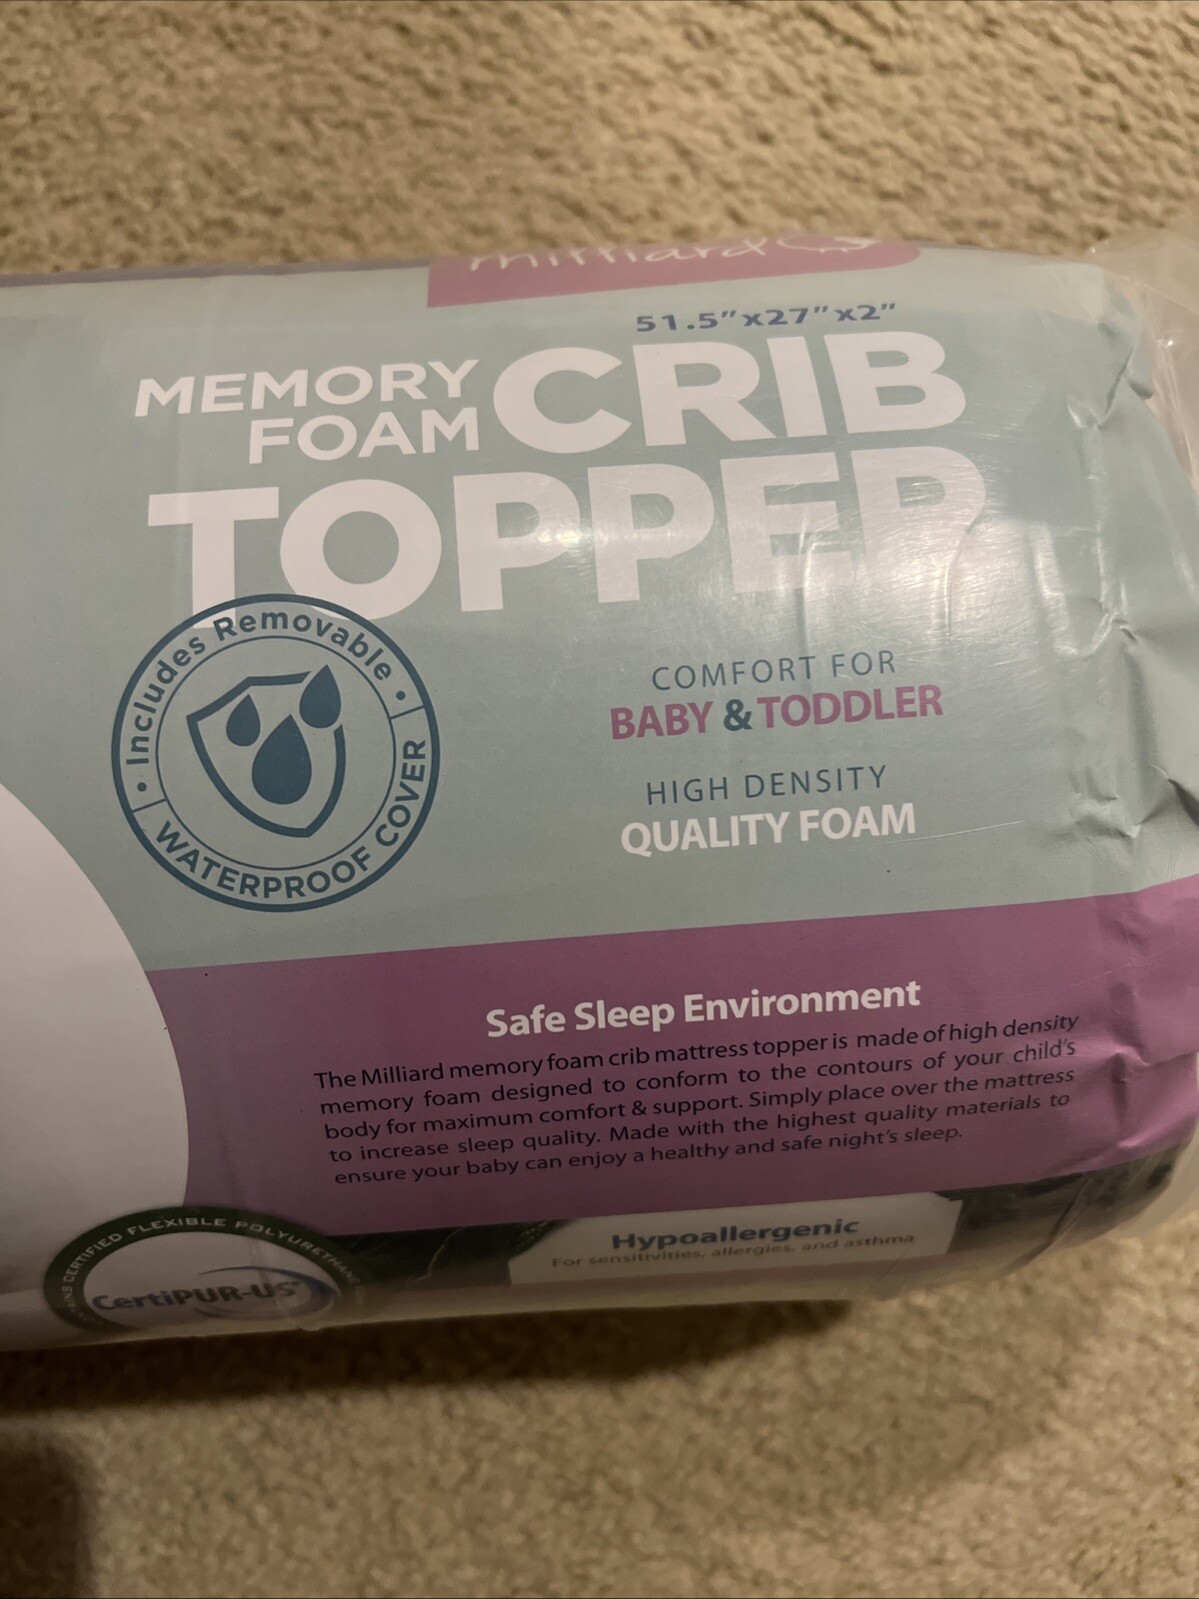 milliard
51.5"x27"x2"
MEMORY
FOAM
CRIB
TOPPER
• Includes Removable •
WATERPROOF COVER
COMFORT FOR
BABY & TODDLER
HIGH DENSITY
QUALITY FOAM
Safe Sleep Environment
The Milliard memory foam crib mattress topper is made of high density
memory foam designed to conform to the contours of your child's
body for maximum comfort & support. Simply place over the mattress
to increase sleep quality. Made with the highest quality materials to
ensure your baby can enjoy a healthy and safe night's sleep.
CERTIFIED FLEXIBLE POLYURETHANE
CertiPUR-US®
Hypoallergenic
For sensitivities, allergies, and asthma